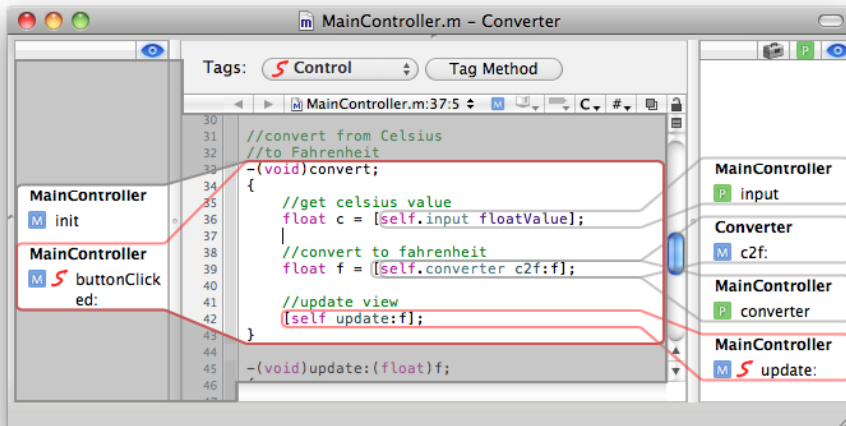 MainController.m – Converter
Tags: Control Tag Method
MainController.m:37:5 M C #
30
31 //convert from Celsius
32 //to Fahrenheit
33 -(void)convert;
34 {
35 //get celsius value
36 float c = [self.input floatValue];
37
38 //convert to fahrenheit
39 float f = [self.converter c2f:f];
40
41 //update view
42 [self update:f];
43 }
44
45 -(void)update:(float)f;
46
MainController
M init
MainController
M S buttonClick
ed:
P
MainController
P input
Converter
M c2f:
MainController
P converter
MainController
M S update: